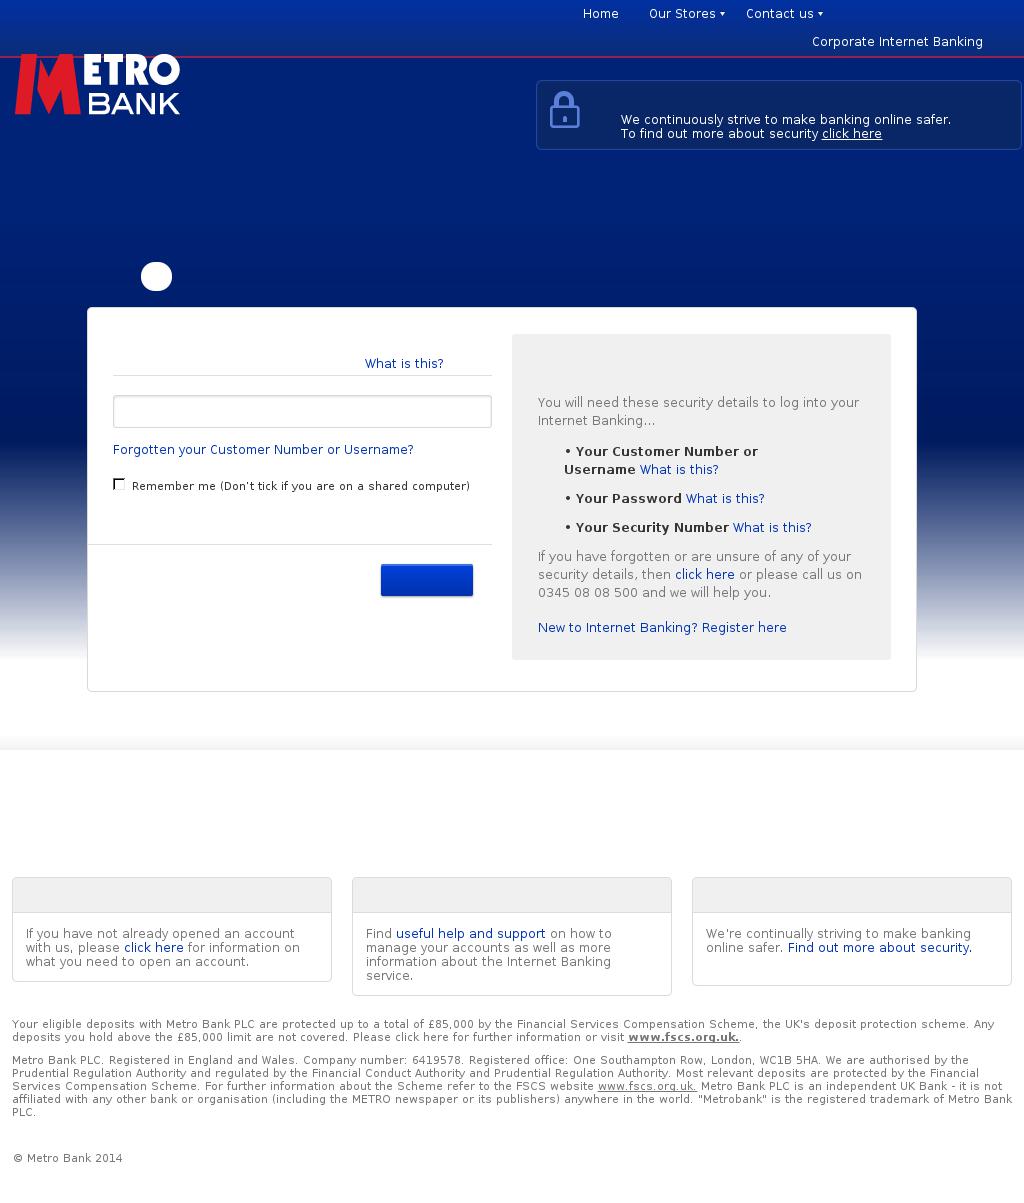 Home Our Stores Contact us
Corporate Internet Banking
METRO
BANK
We continuously strive to make banking online safer.
To find out more about security click here
What is this?
Forgotten your Customer Number or Username?
Remember me (Don't tick if you are on a shared computer)
You will need these security details to log into your
Internet Banking...
• Your Customer Number or
Username What is this?
• Your Password What is this?
• Your Security Number What is this?
If you have forgotten or are unsure of any of your
security details, then click here or please call us on
0345 08 08 500 and we will help you.
New to Internet Banking? Register here
If you have not already opened an account
with us, please click here for information on
what you need to open an account.
Find useful help and support on how to
manage your accounts as well as more
information about the Internet Banking
service.
We're continually striving to make banking
online safer. Find out more about security.
Your eligible deposits with Metro Bank PLC are protected up to a total of £85,000 by the Financial Services Compensation Scheme, the UK's deposit protection scheme. Any
deposits you hold above the £85,000 limit are not covered. Please click here for further information or visit www.fscs.org.uk..
Metro Bank PLC. Registered in England and Wales. Company number: 6419578. Registered office: One Southampton Row, London, WC1B 5HA. We are authorised by the
Prudential Regulation Authority and regulated by the Financial Conduct Authority and Prudential Regulation Authority. Most relevant deposits are protected by the Financial
Services Compensation Scheme. For further information about the Scheme refer to the FSCS website www.fscs.org.uk. Metro Bank PLC is an independent UK Bank - it is not
affiliated with any other bank or organisation (including the METRO newspaper or its publishers) anywhere in the world. "Metrobank" is the registered trademark of Metro Bank
PLC.
© Metro Bank 2014